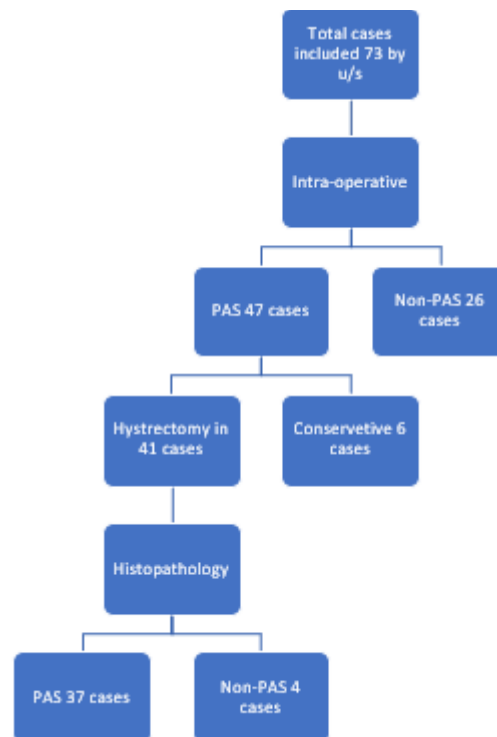 Total cases
included 73 by
u/s
Intra-operative
PAS 47 cases
Non-PAS 26
cases
Hystrectomy in
41 cases
Conservetive 6
cases
Histopathology
PAS 37 cases
Non-PAS 4
cases